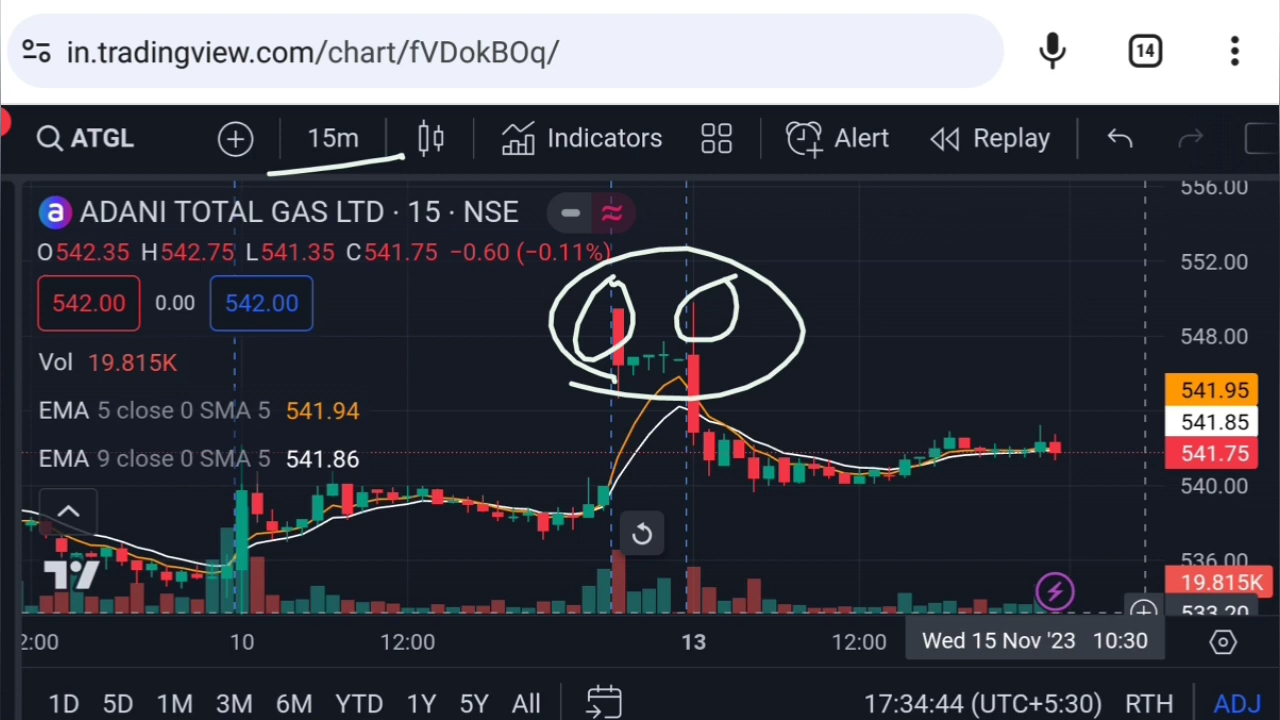 in.tradingview.com/chart/fVDokBOq/
14
ATGL
15m
Indicators
Alert
Replay
a ADANI TOTAL GAS LTD · 15 · NSE
O542.35 H542.75 L541.35 C541.75 −0.60 (−0.11%)
542.00 0.00 542.00
Vol 19.815K
EMA 5 close 0 SMA 5 541.94
EMA 9 close 0 SMA 5 541.86
556.00
552.00
548.00
541.95
541.85
541.75
540.00
536.00
19.815K
533.20
2:00 10 12:00 13 12:00 Wed 15 Nov '23 10:30
1D 5D 1M 3M 6M YTD 1Y 5Y All 17:34:44 (UTC+5:30) RTH ADJ